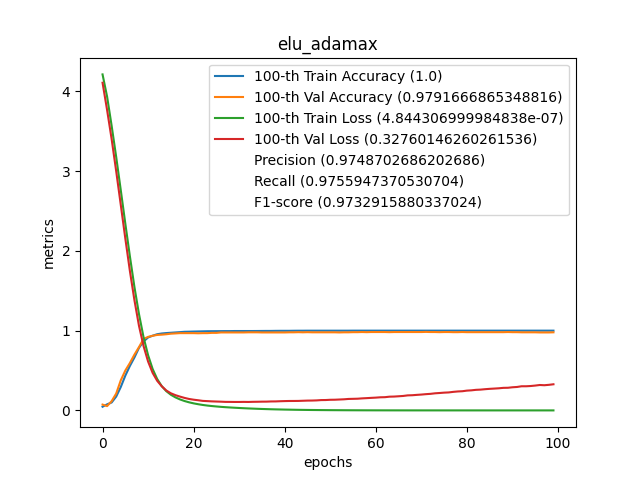 elu_adamax
100-th Train Accuracy (1.0)
100-th Val Accuracy (0.9791666865348816)
100-th Train Loss (4.844306999984838e-07)
100-th Val Loss (0.32760146260261536)
Precision (0.9748702686202686)
Recall (0.9755947370530704)
F1-score (0.9732915880337024)
metrics
4
3
2
1
0
0 20 40 60 80 100
epochs